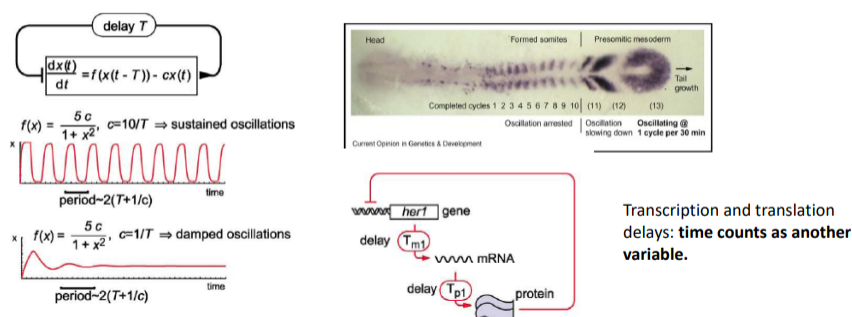 delay T
dx(t)/dt = f (x(t - T)) - cx(t)
f(x) = 5 c / 1 + x², c=10/T ⇒ sustained oscillations
x
time
period~2(T+1/c)
x
f(x) = 5 c / 1 + x², c=1/T ⇒ damped oscillations
time
period~2(T+1/c)
Head
Formed somites
Presomitic mesoderm
Tail
growth
Completed cycles 1 2 3 4 5 6 7 8 9 10 (11) (12) (13)
Oscillation arrested
Oscillation
slowing down
Oscillating @
1 cycle per 30 min
Current Opinion in Genetics & Development
her1 gene
delay Tm1
mRNA
delay Tp1
protein
Transcription and translation
delays: time counts as another
variable.